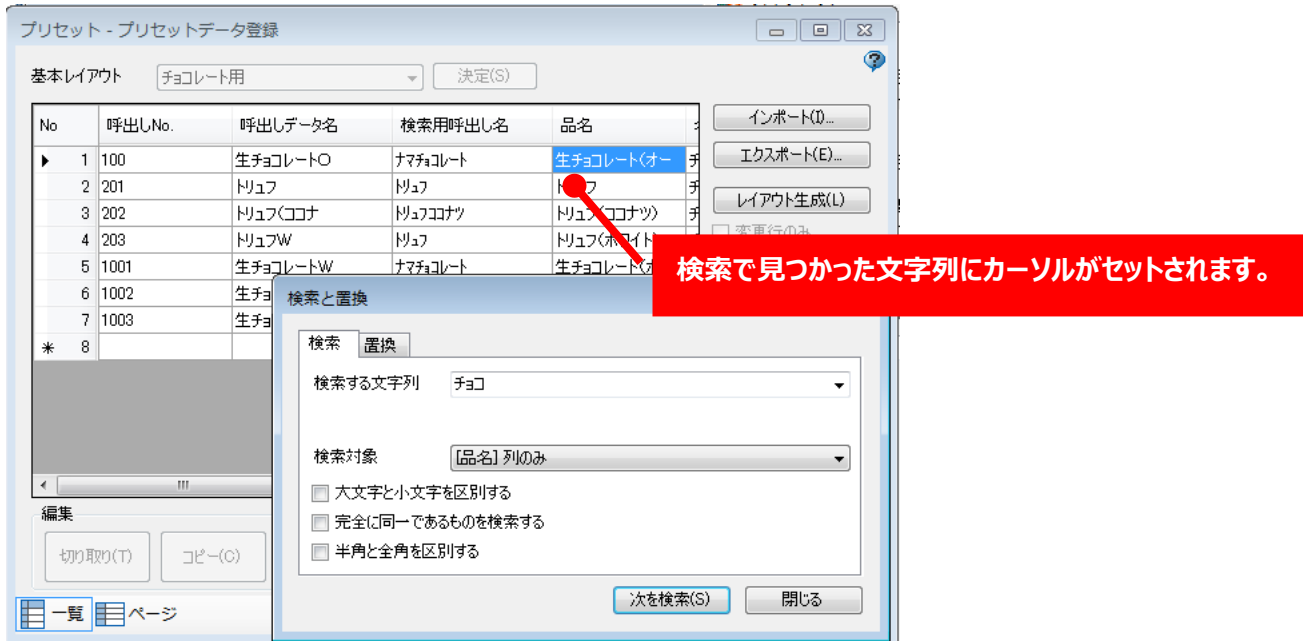 プリセット - プリセットデータ登録
基本レイアウト チョコレート用 決定(S)
No 呼出しNo. 呼出しデータ名 検索用呼出し名 品名
1 100 生チョコレートO ナマチョコレート 生チョコレート(オー チ
2 201 トリュフ トリュフ トリュフ チ
3 202 トリュフ(ココナ トリュフココナツ トリュフ(ココナツ) チ
4 203 トリュフW トリュフ トリュフ(ホワイト)
5 1001 生チョコレートW ナマチョコレート 生チョコレート(ホ
6 1002 生チョ
7 1003 生チョ
* 8
インポート(I)...
エクスポート(E)...
レイアウト生成(L)
変更行のみ
検索で見つかった文字列にカーソルがセットされます。
検索と置換
検索 置換
検索する文字列 チョコ
検索対象 [品名] 列のみ
大文字と小文字を区別する
完全に同一であるものを検索する
半角と全角を区別する
次を検索(S) 閉じる
編集
切り取り(T) コピー(C)
一覧 ページ